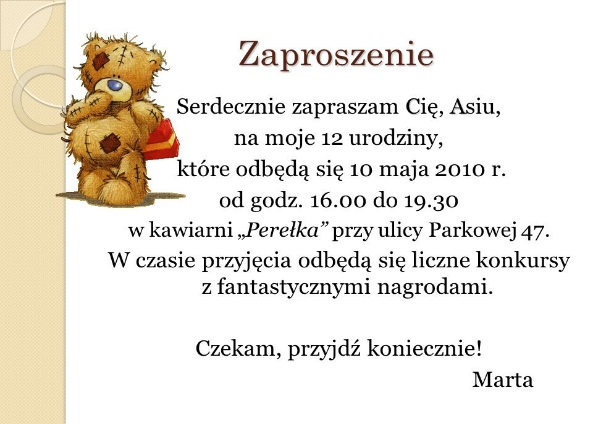 Zaproszenie
Serdecznie zapraszam Cię, Asiu,
na moje 12 urodziny,
które odbędą się 10 maja 2010 r.
od godz. 16.00 do 19.30
w kawiarni „Perełka” przy ulicy Parkowej 47.
W czasie przyjęcia odbędą się liczne konkursy
z fantastycznymi nagrodami.
Czekam, przyjdź koniecznie!
Marta